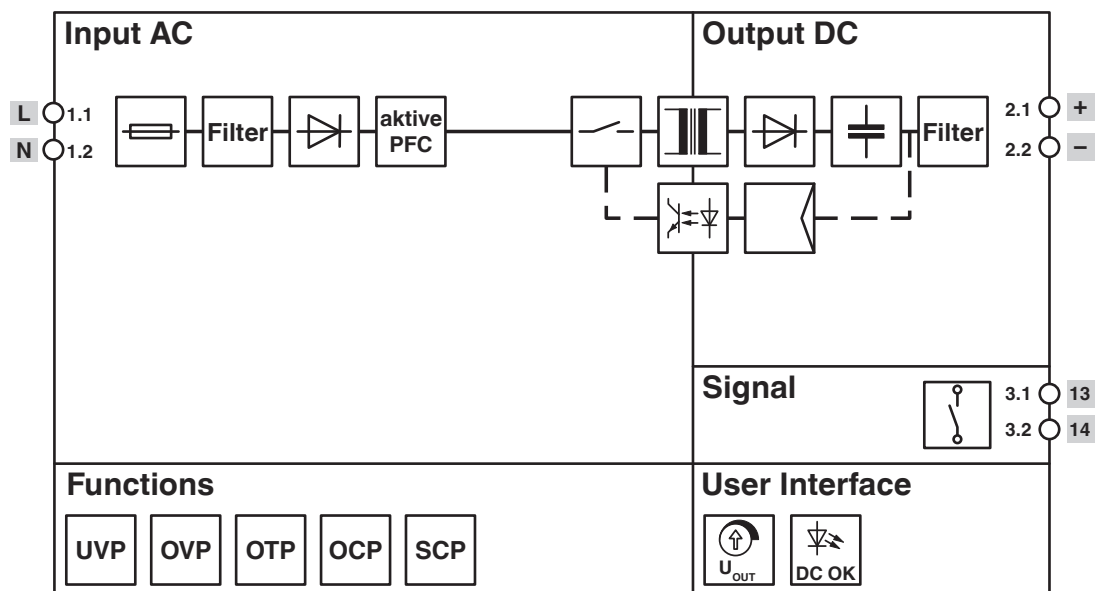 Input AC
Output DC
L 1.1
N 1.2
Filter
aktive
PFC
Filter
2.1 +
2.2 −
Signal
3.1 13
3.2 14
Functions
UVP OVP OTP OCP SCP
User Interface
UOUT
DC OK